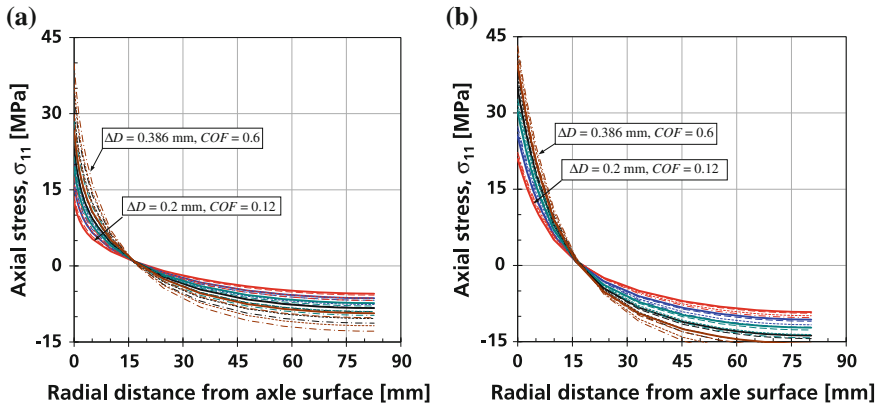 (a)
45
30
15
0
-15
Axial stress, σ₁₁ [MPa]
ΔD = 0.386 mm, COF = 0.6
ΔD = 0.2 mm, COF = 0.12
0 15 30 45 60 75 90
Radial distance from axle surface [mm]
(b)
45
30
15
0
-15
Axial stress, σ₁₁ [MPa]
ΔD = 0.386 mm, COF = 0.6
ΔD = 0.2 mm, COF = 0.12
0 15 30 45 60 75 90
Radial distance from axle surface [mm]